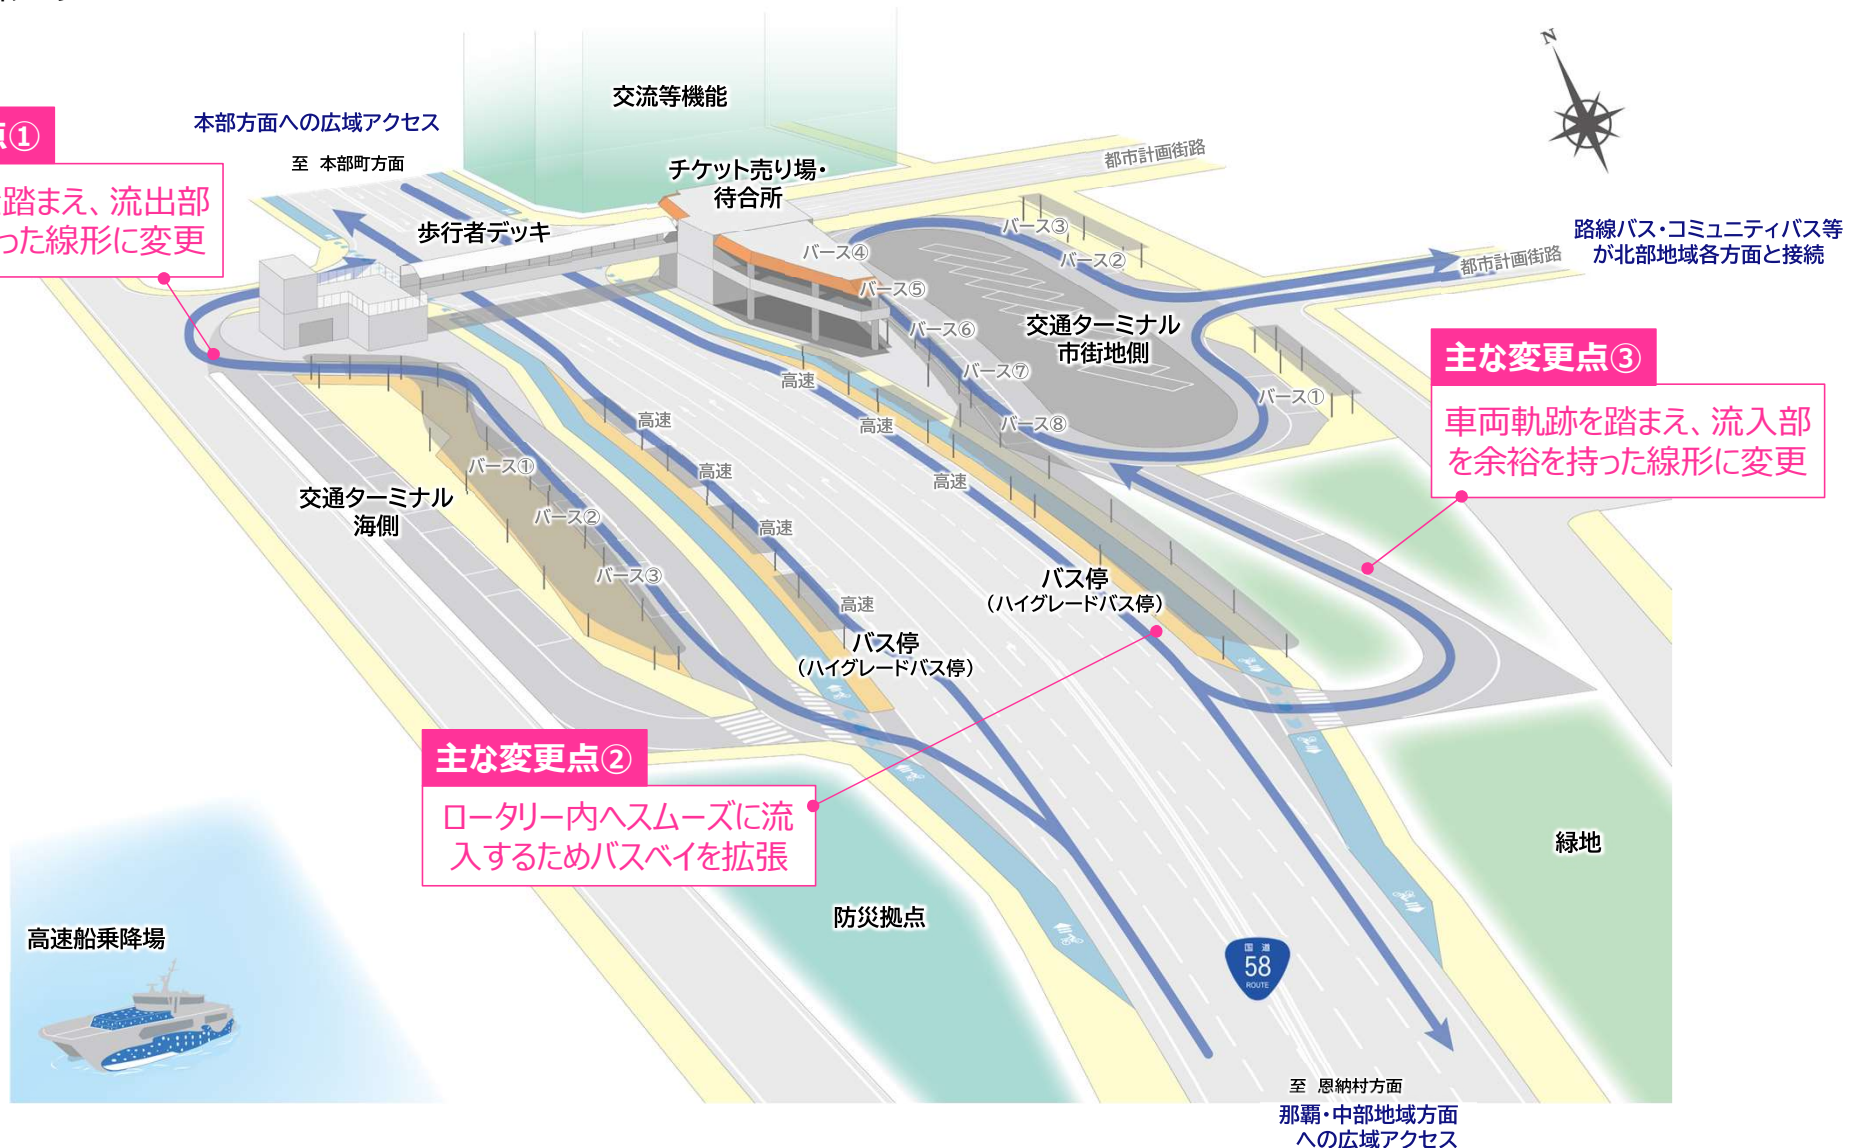 交流等機能
本部方面への広域アクセス
至 本部町方面
点①
踏まえ、流出部
った線形に変更
チケット売り場・
待合所
都市計画街路
歩行者デッキ
路線バス・コミュニティバス等
が北部地域各方面と接続
都市計画街路
バース④
バース③
バース②
バース⑤
バース⑥
バース⑦
バース⑧
バース①
交通ターミナル
市街地側
主な変更点③
車両軌跡を踏まえ、流入部
を余裕を持った線形に変更
高速
高速
高速
高速
高速
高速
高速
バース①
バース②
バース③
交通ターミナル
海側
バス停
(ハイグレードバス停)
バス停
(ハイグレードバス停)
主な変更点②
ロータリー内へスムーズに流
入するためバスベイを拡張
緑地
防災拠点
高速船乗降場
国道
58
ROUTE
至 恩納村方面
那覇・中部地域方面
への広域アクセス
N